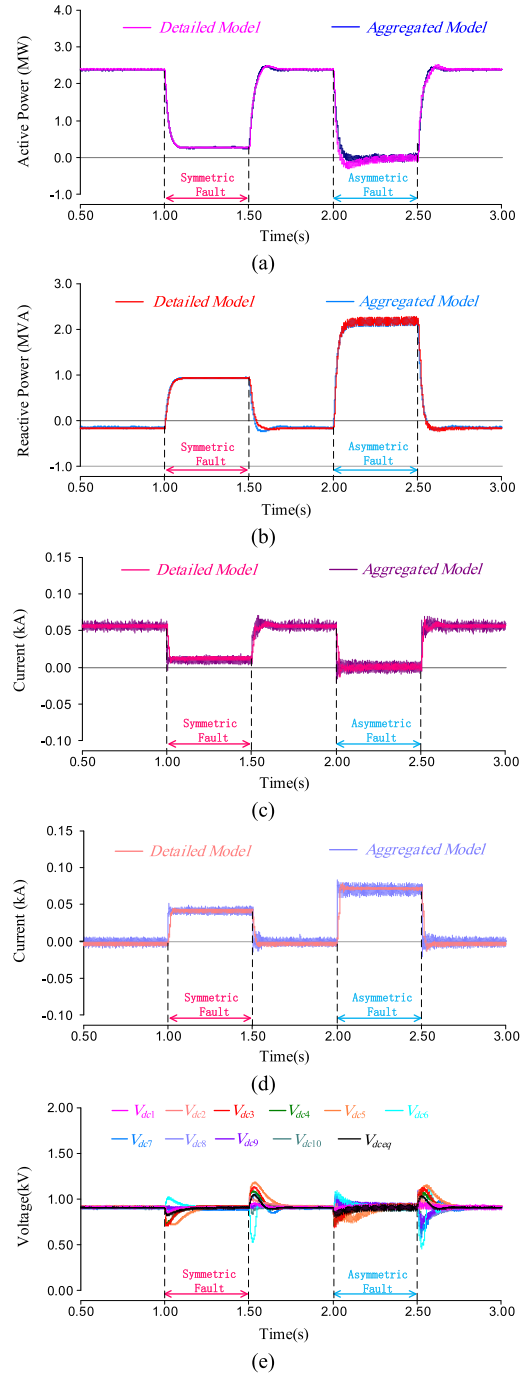 Detailed Model Aggregated Model
Active Power (MW)
4.0
3.0
2.0
1.0
0.0
-1.0
Symmetric
Fault
Asymmetric
Fault
0.50 1.00 1.50 2.00 2.50 3.00
Time(s)
(a)
Detailed Model Aggregated Model
Reactive Power (MVA)
3.0
2.0
1.0
0.0
-1.0
Symmetric
Fault
Asymmetric
Fault
0.50 1.00 1.50 2.00 2.50 3.00
Time(s)
(b)
Detailed Model Aggregated Model
Current (kA)
0.15
0.10
0.05
0.00
-0.05
-0.10
Symmetric
Fault
Asymmetric
Fault
0.50 1.00 1.50 2.00 2.50 3.00
Time(s)
(c)
Detailed Model Aggregated Model
Current (kA)
0.15
0.10
0.05
0.00
-0.05
-0.10
Symmetric
Fault
Asymmetric
Fault
0.50 1.00 1.50 2.00 2.50 3.00
Time(s)
(d)
Vdc1 Vdc2 Vdc3 Vdc4 Vdc5 Vdc6
Vdc7 Vdc8 Vdc9 Vdc10 Vdceq
Voltage(kV)
2.00
1.50
1.00
0.50
0.00
Symmetric
Fault
Asymmetric
Fault
0.50 1.00 1.50 2.00 2.50 3.00
Time(s)
(e)